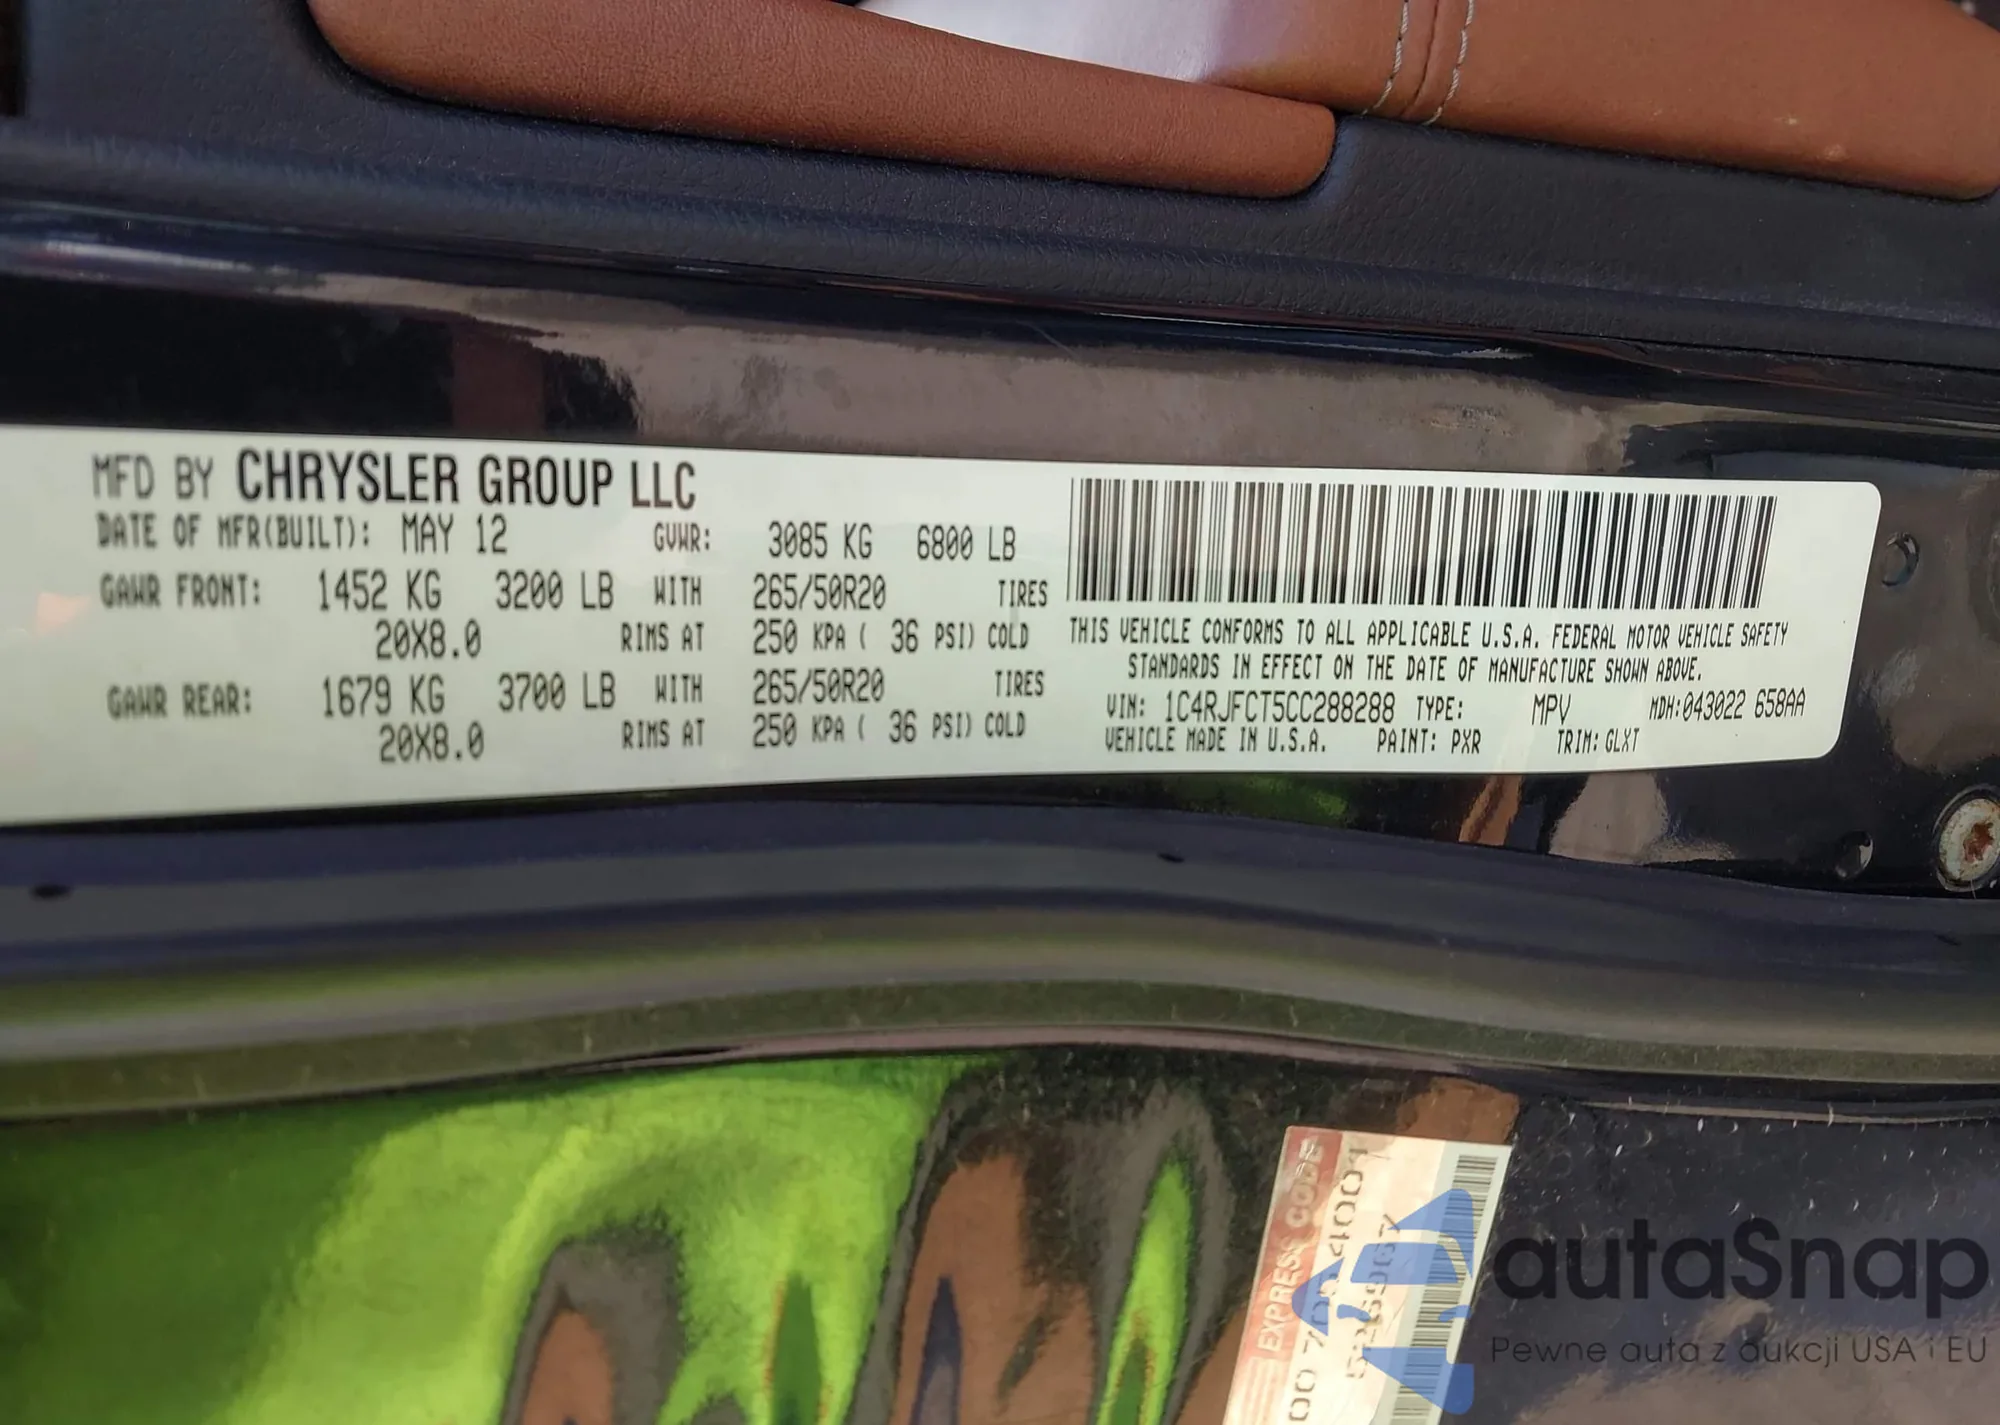 MFD BY CHRYSLER GROUP LLC
DATE OF MFR(BUILT): MAY 12 GVWR: 3085 KG 6800 LB
GAWR FRONT: 1452 KG 3200 LB WITH 265/50R20 TIRES
20X8.0 RIMS AT 250 KPA ( 36 PSI) COLD
GAWR REAR: 1679 KG 3700 LB WITH 265/50R20 TIRES
20X8.0 RIMS AT 250 KPA ( 36 PSI) COLD
THIS VEHICLE CONFORMS TO ALL APPLICABLE U.S.A. FEDERAL MOTOR VEHICLE SAFETY
STANDARDS IN EFFECT ON THE DATE OF MANUFACTURE SHOWN ABOVE.
VIN: 1C4RJFCT5CC288288 TYPE: MPV MDH:043022 658AA
VEHICLE MADE IN U.S.A. PAINT: PXR TRIM: GLXT
EXPRESS CODE
autaSnap
Pewne auta z aukcji USA i EU